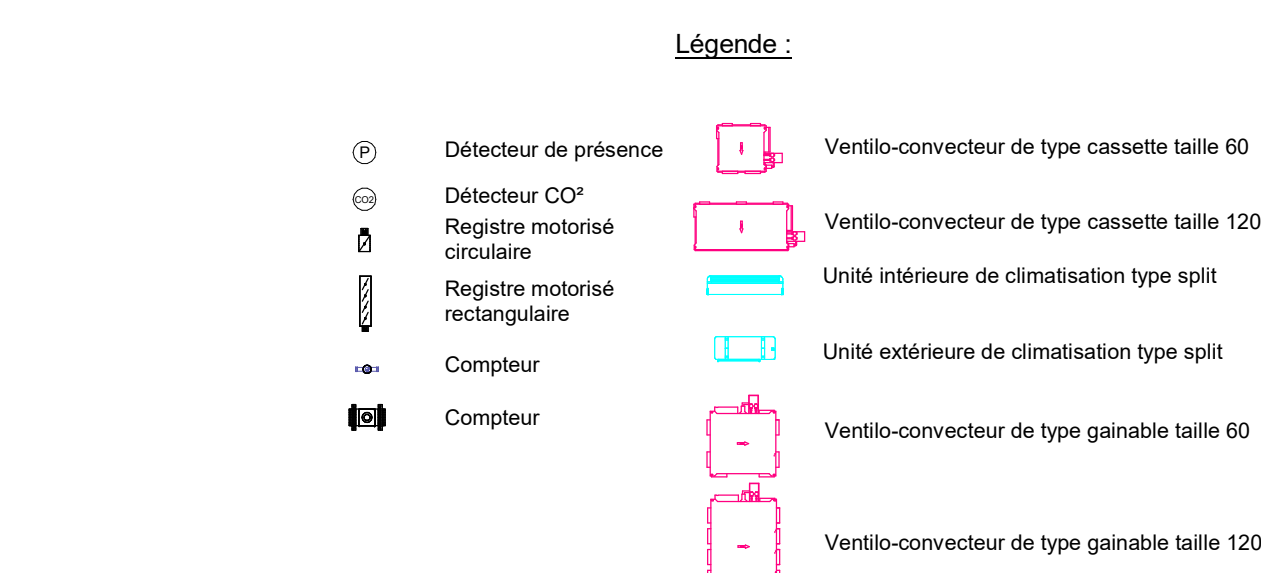 Légende :
P
Détecteur de présence
CO2
Détecteur CO²
Registre motorisé
circulaire
Registre motorisé
rectangulaire
Compteur
Compteur
Ventilo-convecteur de type cassette taille 60
Ventilo-convecteur de type cassette taille 120
Unité intérieure de climatisation type split
Unité extérieure de climatisation type split
Ventilo-convecteur de type gainable taille 60
Ventilo-convecteur de type gainable taille 120